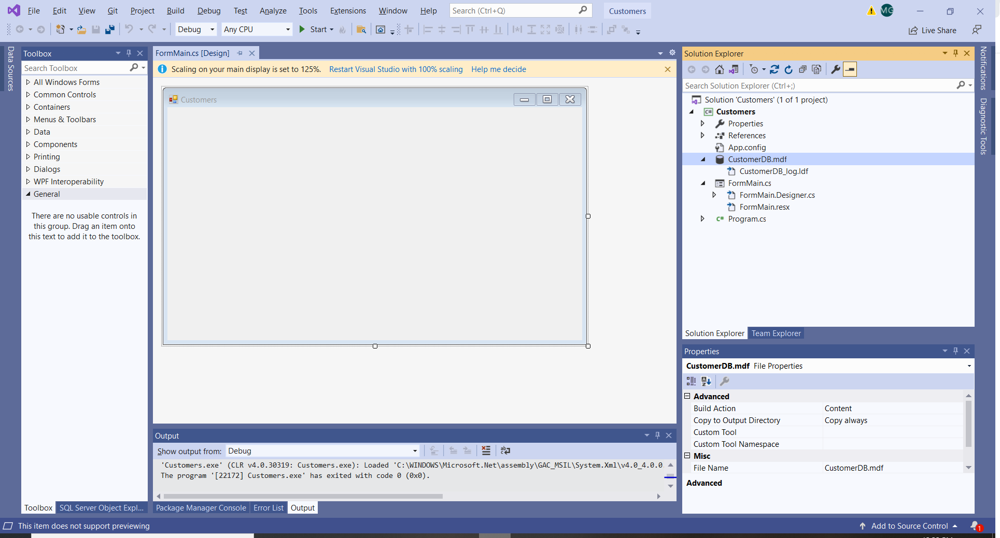 File Edit View Git Project Build Debug Test Analyze Tools Extensions Window Help Search (Ctrl+Q) Customers MG
Debug Any CPU Start Live Share
Data Sources
Toolbox
Search Toolbox
All Windows Forms
Common Controls
Containers
Menus & Toolbars
Data
Components
Printing
Dialogs
WPF Interoperability
General
There are no usable controls in
this group. Drag an item onto
this text to add it to the toolbox.
Toolbox SQL Server Object Expl...
FormMain.cs [Design]
Scaling on your main display is set to 125%. Restart Visual Studio with 100% scaling Help me decide
Customers
Output
Show output from: Debug
'Customers.exe' (CLR v4.0.30319: Customers.exe): Loaded 'C:\WINDOWS\Microsoft.Net\assembly\GAC_MSIL\System.Xml\v4.0_4.0.0.
The program '[22172] Customers.exe' has exited with code 0 (0x0).
Package Manager Console Error List Output
Solution Explorer
Search Solution Explorer (Ctrl+;)
Solution 'Customers' (1 of 1 project)
C# Customers
Properties
References
App.config
CustomerDB.mdf
CustomerDB_log.ldf
FormMain.cs
FormMain.Designer.cs
FormMain.resx
C# Program.cs
Solution Explorer Team Explorer
Properties
CustomerDB.mdf File Properties
Advanced
Build Action Content
Copy to Output Directory Copy always
Custom Tool
Custom Tool Namespace
Misc
File Name CustomerDB.mdf
Advanced
Notifications
Diagnostic Tools
This item does not support previewing Add to Source Control 1